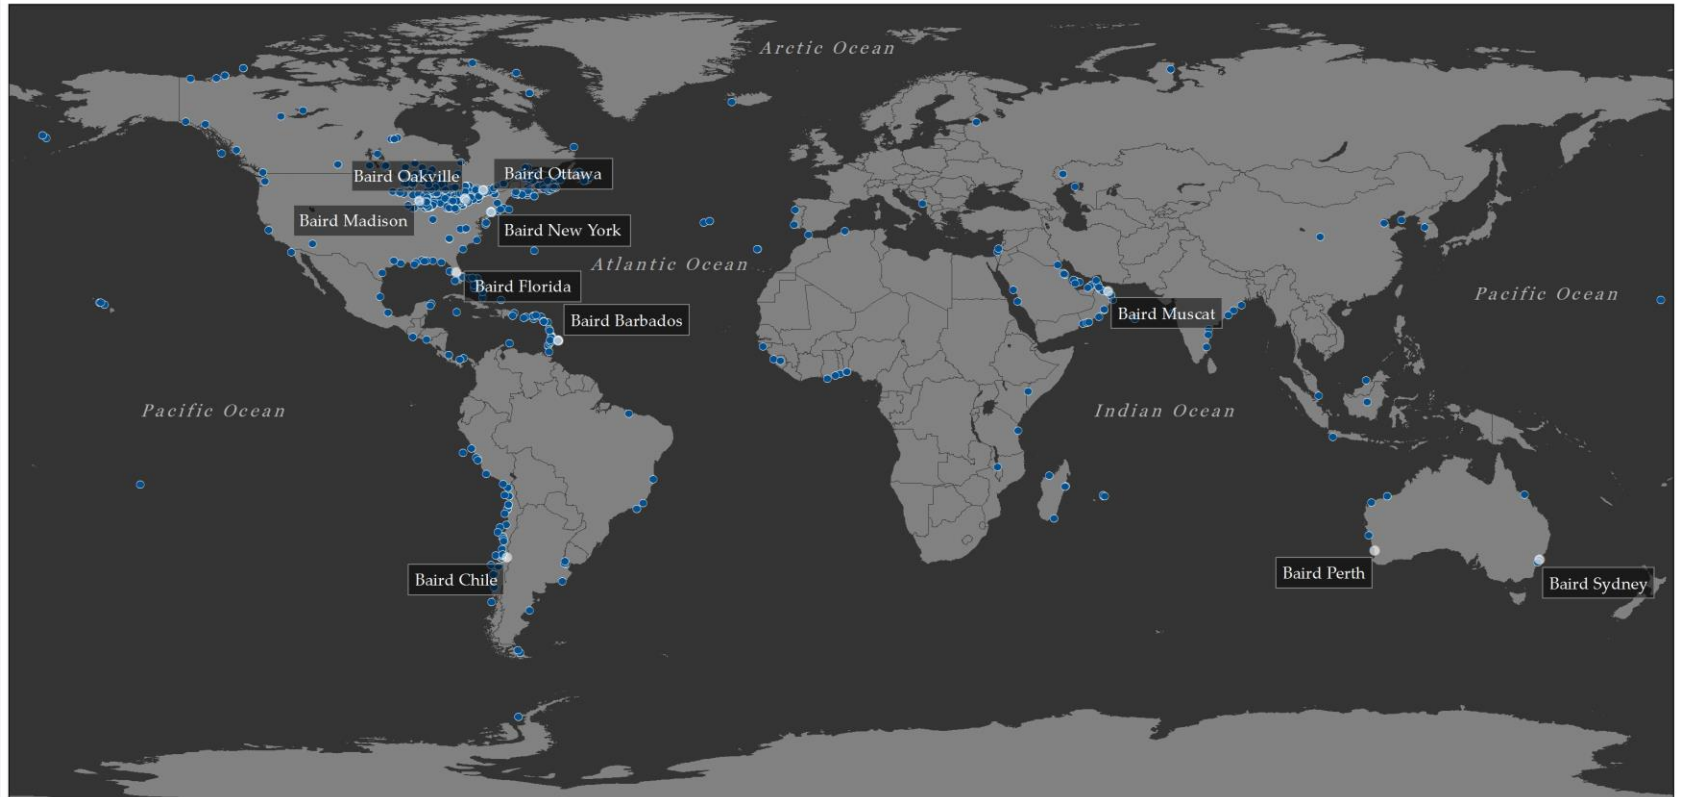 Arctic Ocean
Baird Oakville
Baird Ottawa
Baird Madison
Baird New York
Atlantic Ocean
Baird Florida
Pacific Ocean
Baird Barbados
Baird Muscat
Pacific Ocean
Indian Ocean
Baird Chile
Baird Perth
Baird Sydney